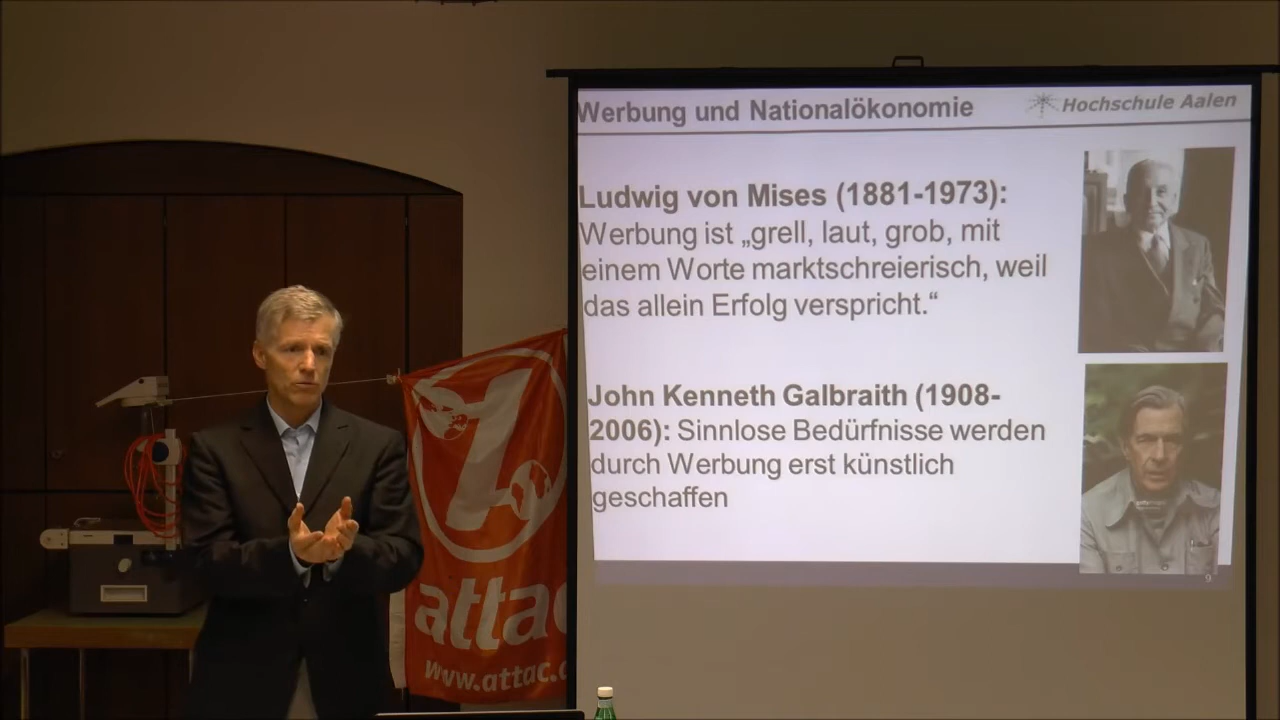 Werbung und Nationalökonomie
Hochschule Aalen
Ludwig von Mises (1881-1973):
Werbung ist „grell, laut, grob, mit
einem Worte marktschreierisch, weil
das allein Erfolg verspricht.“
John Kenneth Galbraith (1908-
2006): Sinnlose Bedürfnisse werden
durch Werbung erst künstlich
geschaffen
9
attac
www.attac.